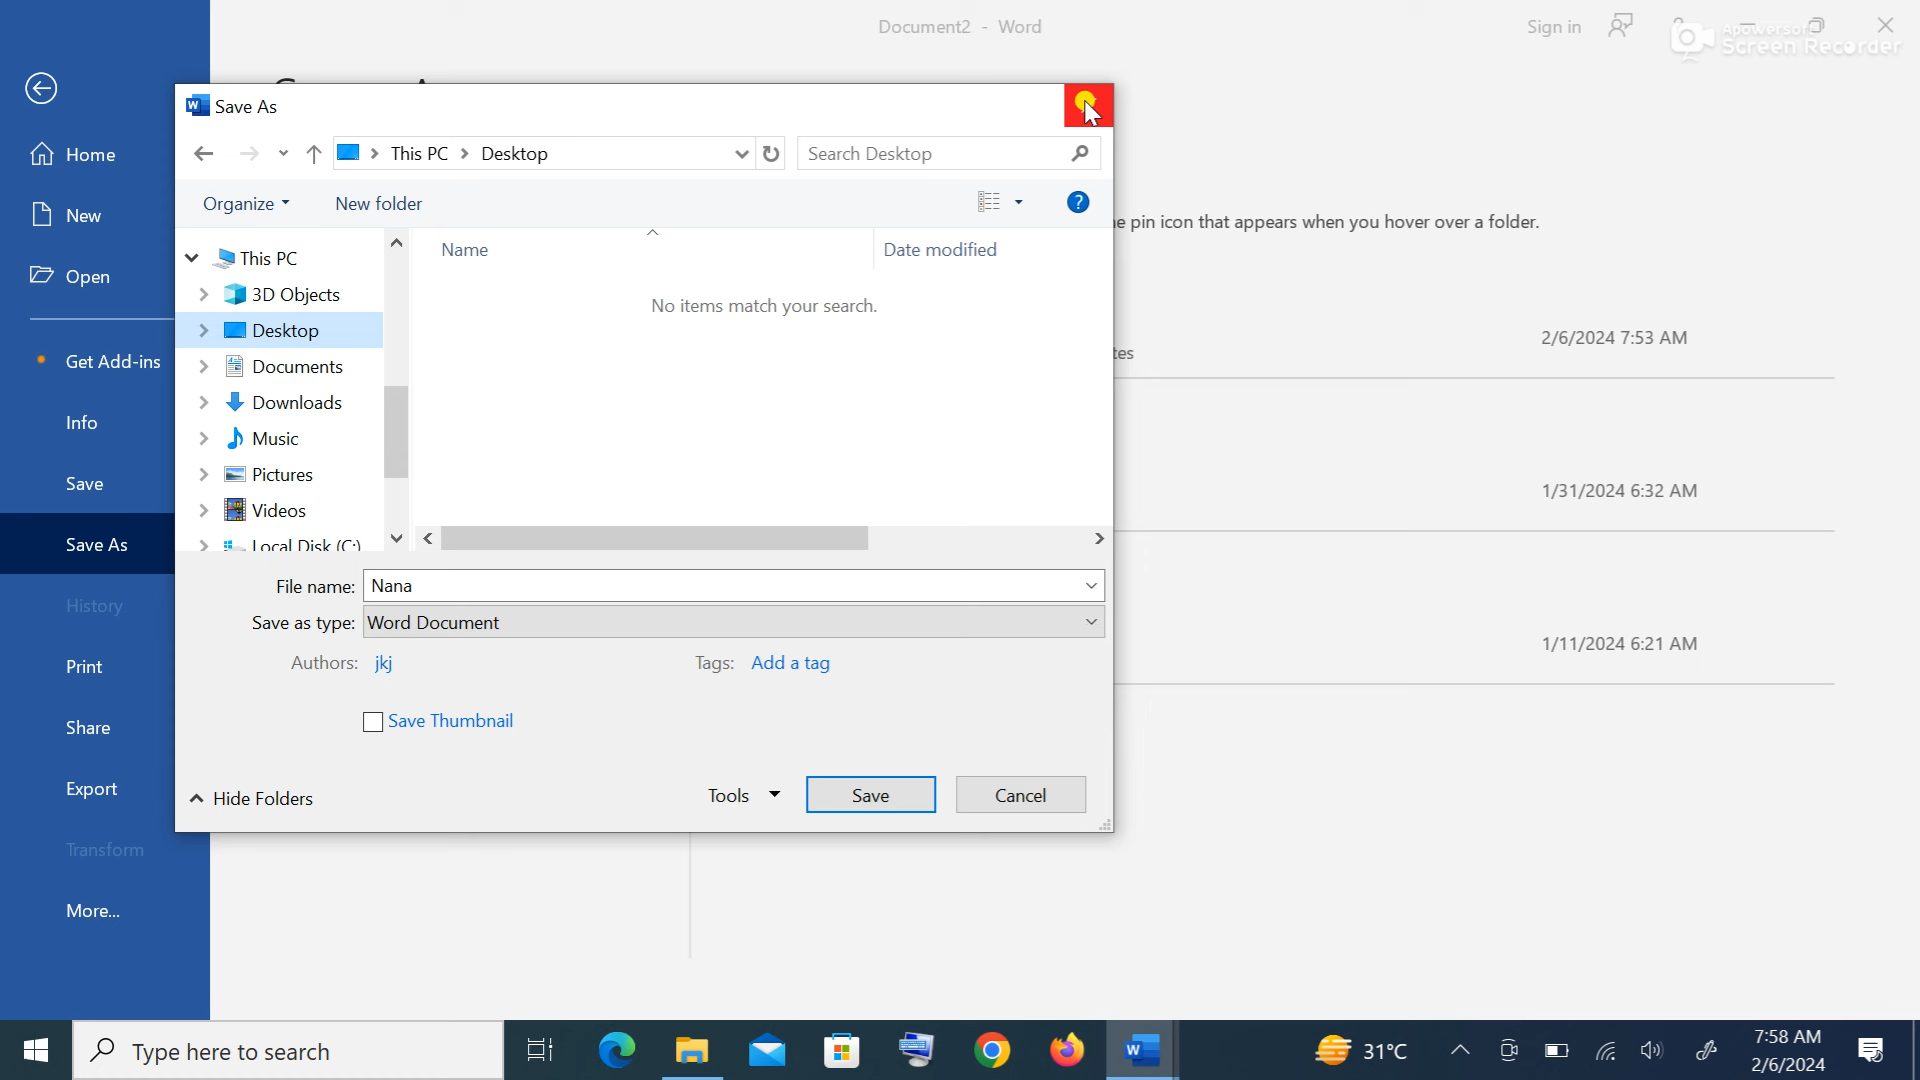 Document2 - Word
Sign in
Apowersoft
Screen Recorder
Save As
This PC > Desktop
Search Desktop
Organize
New folder
?
Home
New
Open
Get Add-ins
Info
Save
Save As
History
Print
Share
Export
Transform
More...
This PC
3D Objects
Desktop
Documents
Downloads
Music
Pictures
Videos
Local Disk (C:)
Name
Date modified
No items match your search.
File name: Nana
Save as type: Word Document
Authors: jkj
Tags: Add a tag
Save Thumbnail
Hide Folders
Tools
Save
Cancel
pin icon that appears when you hover over a folder.
2/6/2024 7:53 AM
1/31/2024 6:32 AM
1/11/2024 6:21 AM
Type here to search
31°C
7:58 AM
2/6/2024